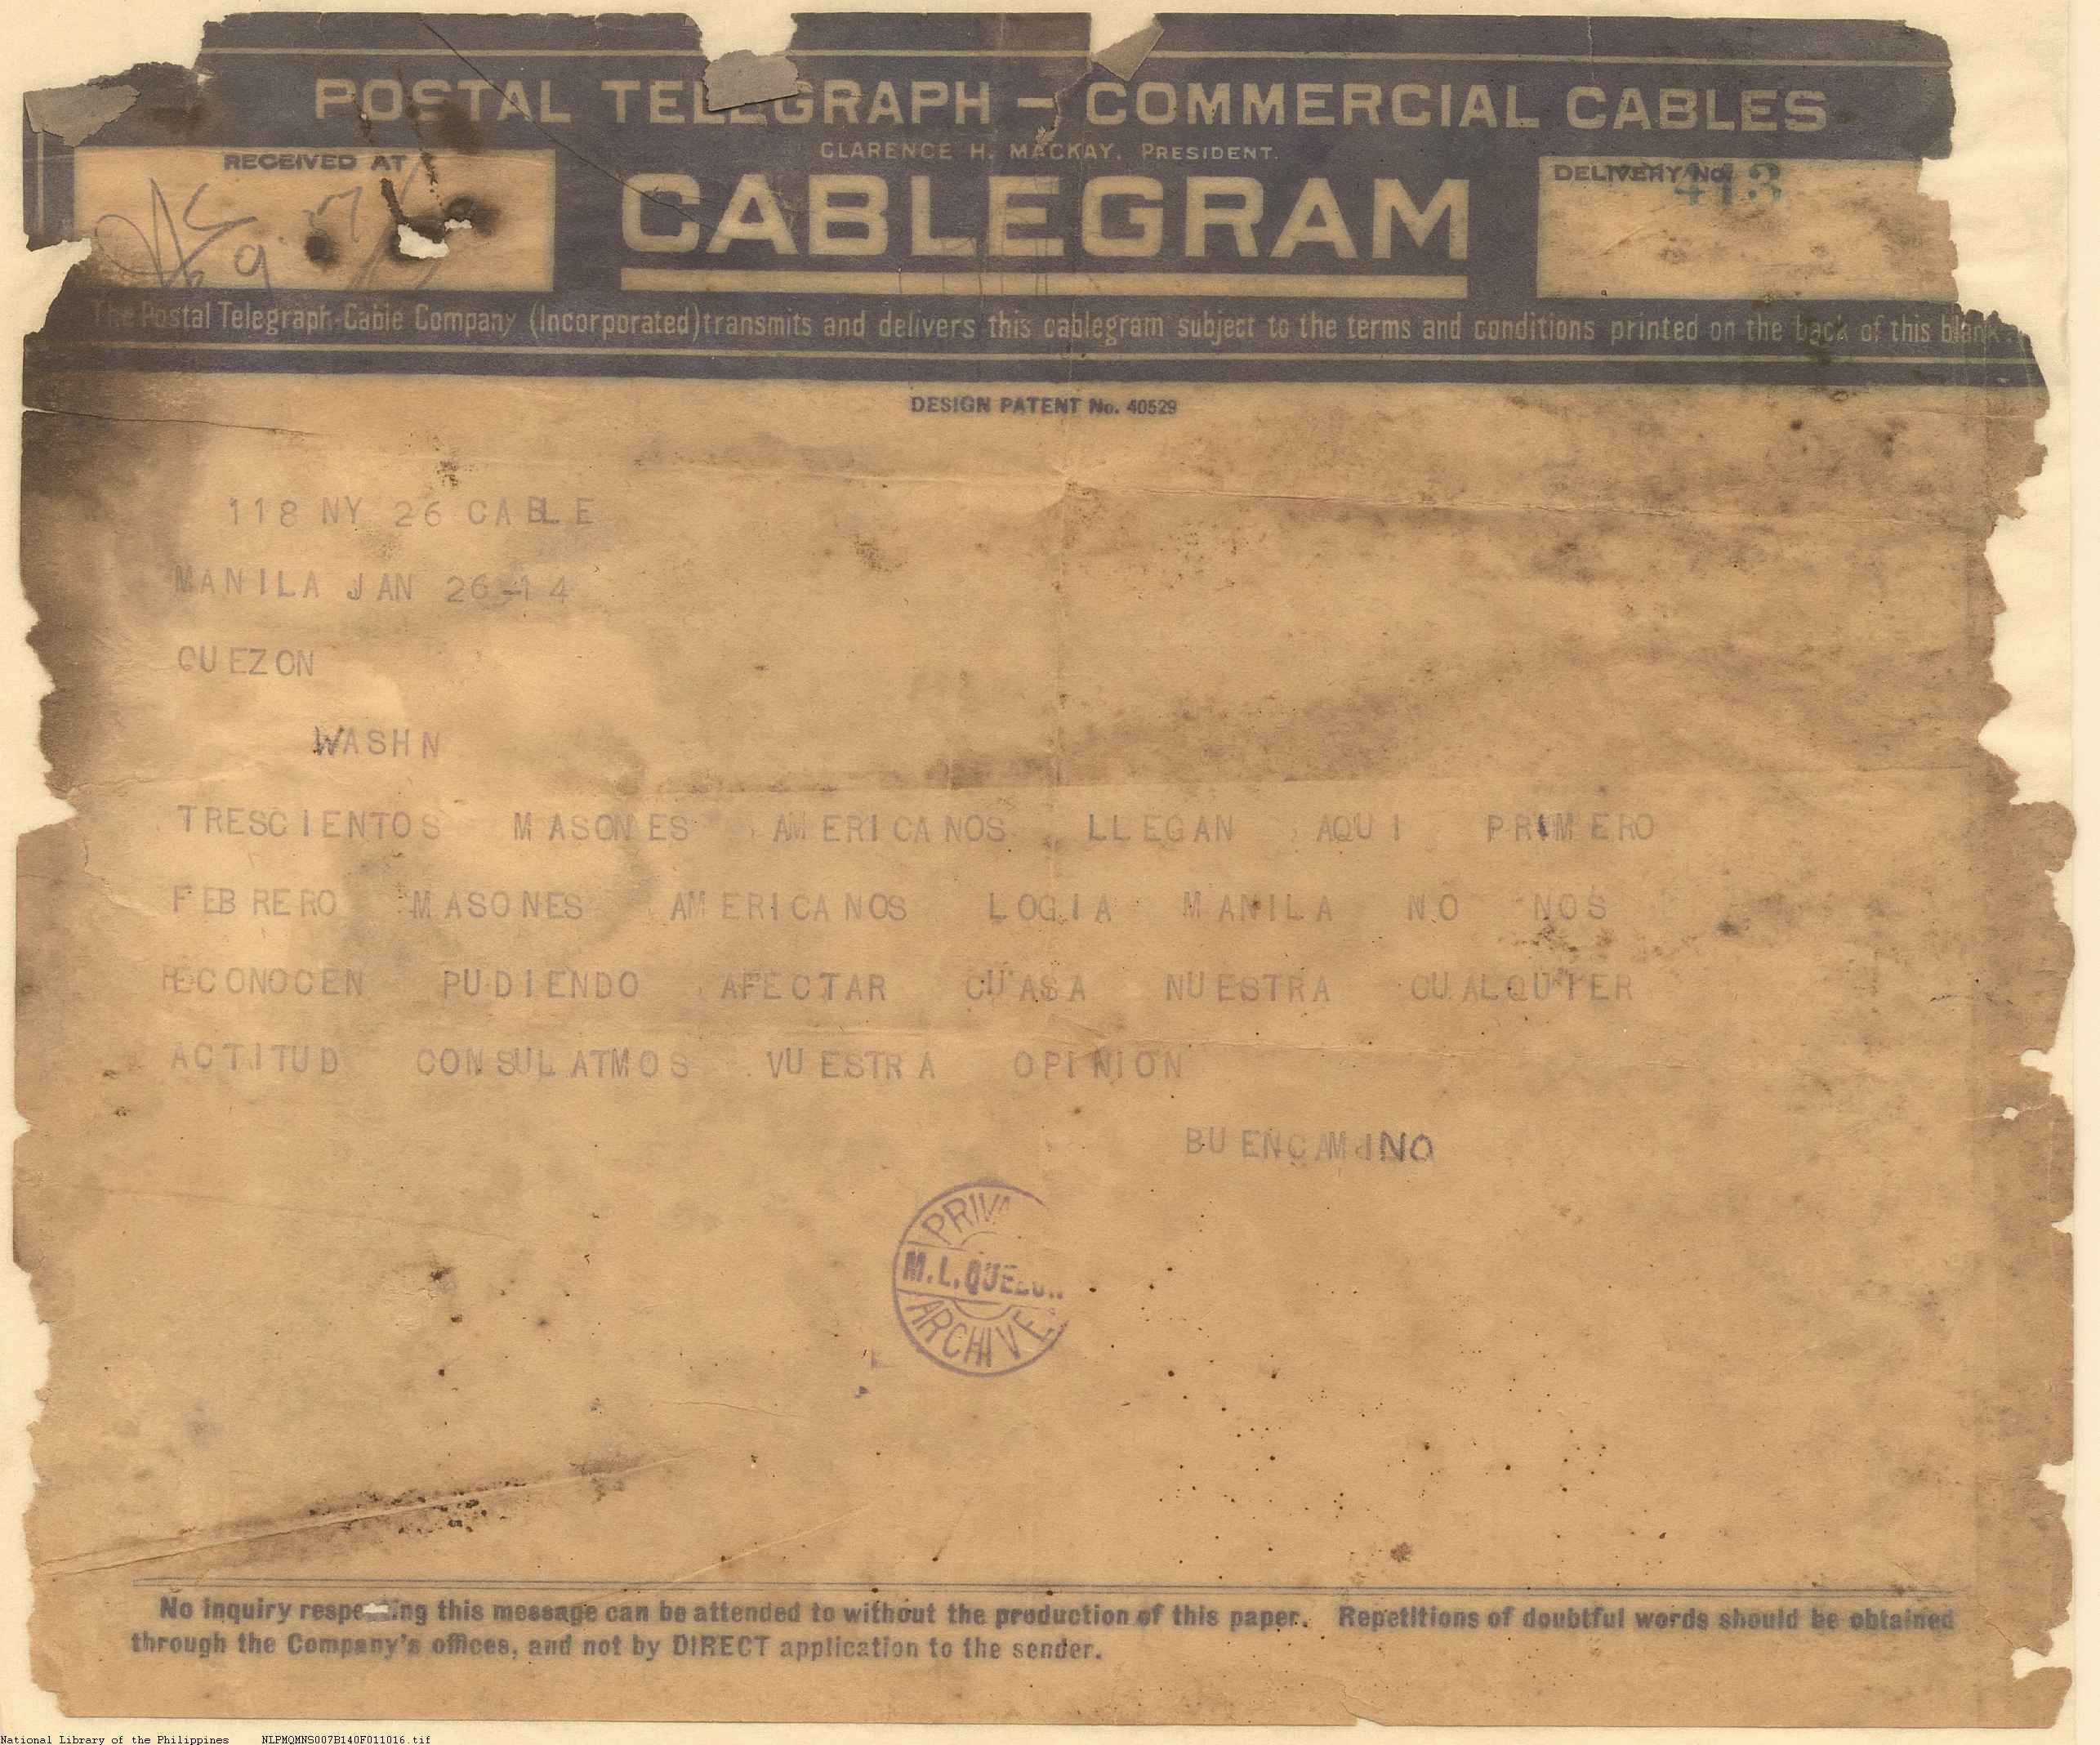 POSTAL TELEGRAPH - COMMERCIAL CABLES
CLARENCE H. MACKAY, PRESIDENT.
RECEIVED AT
CABLEGRAM
DELIVERY No. 413
The Postal Telegraph-Cable Company (Incorporated) transmits and delivers this cablegram subject to the terms and conditions printed on the back of this blank.
DESIGN PATENT No. 40529
118 NY 26 CABLE
MANILA JAN 26-14
QUEZON
WASHN
TRESCIENTOS MASONES AMERICANOS LLEGAN AQUI PRIMERO
FEBRERO MASONES AMERICANOS LOGIA MANILA NO NOS
RECONOCEN PUDIENDO AFECTAR CUASA NUESTRA CUALQUIER
ACTITUD CONSULATMOS VUESTRA OPINION
BUENCAMINO
M.L. QUEZON
ARCHIVE
No inquiry respecting this message can be attended to without the production of this paper. Repetitions of doubtful words should be obtained
through the Company's offices, and not by DIRECT application to the sender.
National Library of the Philippines NLPMQMNS007B140F011016.tif